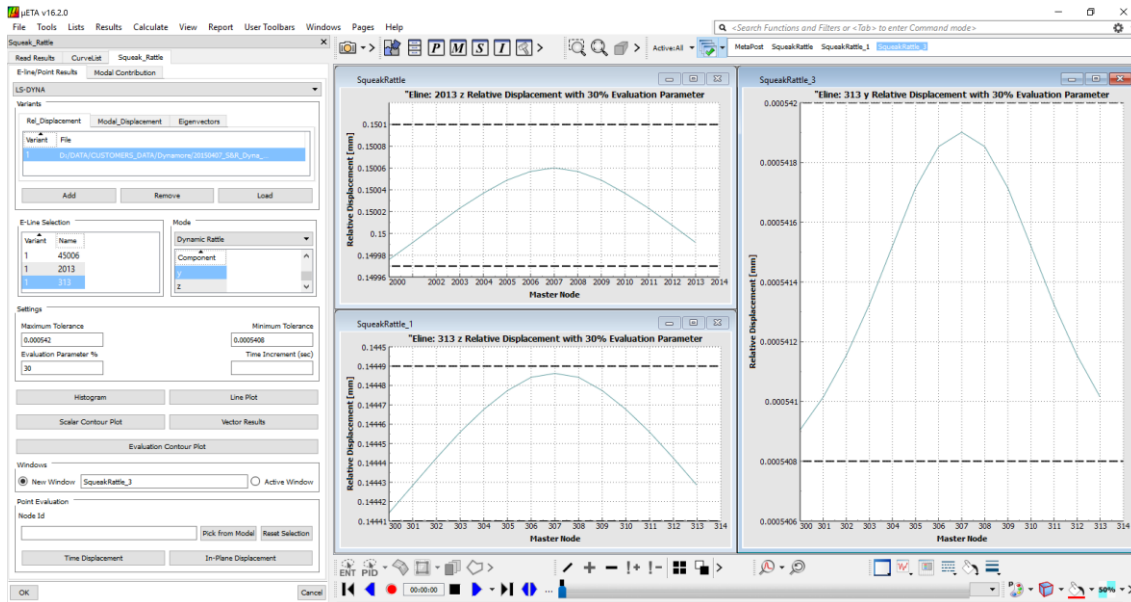 µETA v16.2.0
File Tools Lists Results Calculate View Report User Toolbars Windows Pages Help
<Search Functions and Filters or <Tab> to enter Command mode>
Squeak_Rattle
Read Results CurveList Squeak_Rattle
E-line/Point Results Modal Contribution
LS-DYNA
Variants
Rel_Displacement Modal_Displacement Eigenvectors
Variant File
1 D:/DATA/CUSTOMERS_DATA/Dynamore/20150407_S&R_Dyna_...
Add Remove Load
E-Line Selection
Variant Name
1 45006
1 2013
1 313
Mode
Dynamic Rattle
Component
y
z
Settings
Maximum Tolerance Minimum Tolerance
0.000542 0.0005408
Evaluation Parameter % Time Increment (sec)
30
Histogram Line Plot
Scalar Contour Plot Vector Results
Evaluation Contour Plot
Windows
New Window SqueakRattle_3 Active Window
Point Evaluation
Node Id
Pick from Model Reset Selection
Time Displacement In-Plane Displacement
OK Cancel
P M S I
Active:All
MetaPost SqueakRattle SqueakRattle_1 SqueakRattle_3
SqueakRattle
"Eline: 2013 z Relative Displacement with 30% Evaluation Parameter
Relative Displacement [mm]
0.1501
0.15006
0.15004
0.15002
0.15
0.14998
0.14996
2000 2002 2003 2004 2005 2006 2007 2008 2009 2010 2011 2012 2013 2014
Master Node
SqueakRattle_1
"Eline: 313 z Relative Displacement with 30% Evaluation Parameter
Relative Displacement [mm]
0.1445
0.14449
0.14448
0.14447
0.14446
0.14445
0.14444
0.14443
0.14442
0.14441
300 301 302 303 304 305 306 307 308 309 310 311 312 313 314
Master Node
SqueakRattle_3
"Eline: 313 y Relative Displacement with 30% Evaluation Parameter
Relative Displacement [mm]
0.000542
0.0005418
0.0005416
0.0005414
0.0005412
0.000541
0.0005408
0.0005406
300 301 302 303 304 305 306 307 308 309 310 311 312 313 314
Master Node
ENT PID
00:00:00
...
P
50%